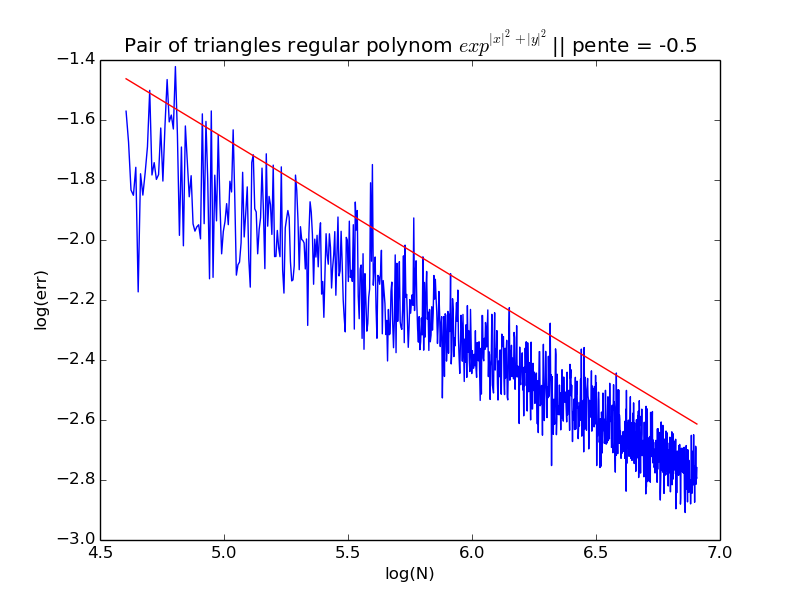 Pair of triangles regular polynom exp^{|x|^2+|y|^2} || pente = -0.5
−1.4
−1.6
−1.8
−2.0
−2.2
−2.4
−2.6
−2.8
−3.0
log(err)
4.5 5.0 5.5 6.0 6.5 7.0
log(N)